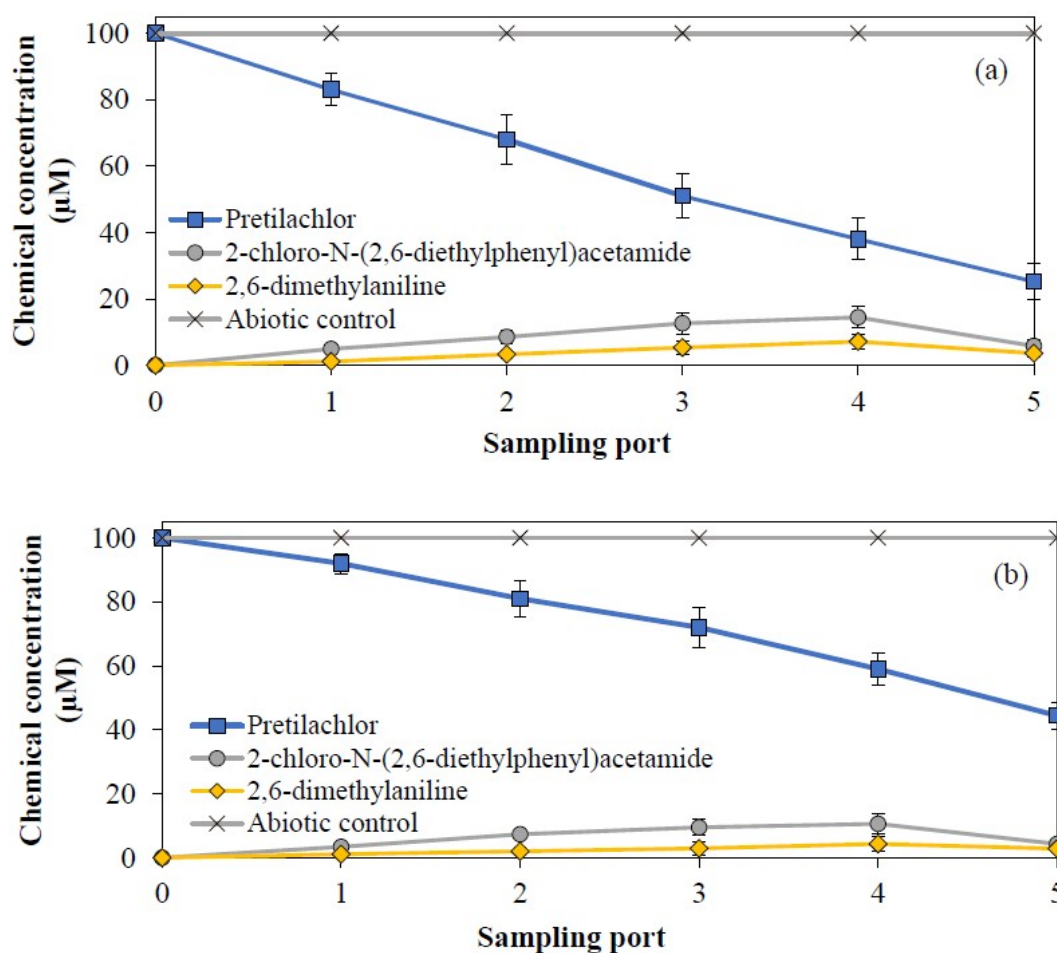 100
80
60
40
20
0
Chemical concentration
(µM)
(a)
Pretilachlor
2-chloro-N-(2,6-diethylphenyl)acetamide
2,6-dimethylaniline
Abiotic control
0 1 2 3 4 5
Sampling port
100
80
60
40
20
0
Chemical concentration
(µM)
(b)
Pretilachlor
2-chloro-N-(2,6-diethylphenyl)acetamide
2,6-dimethylaniline
Abiotic control
0 1 2 3 4 5
Sampling port